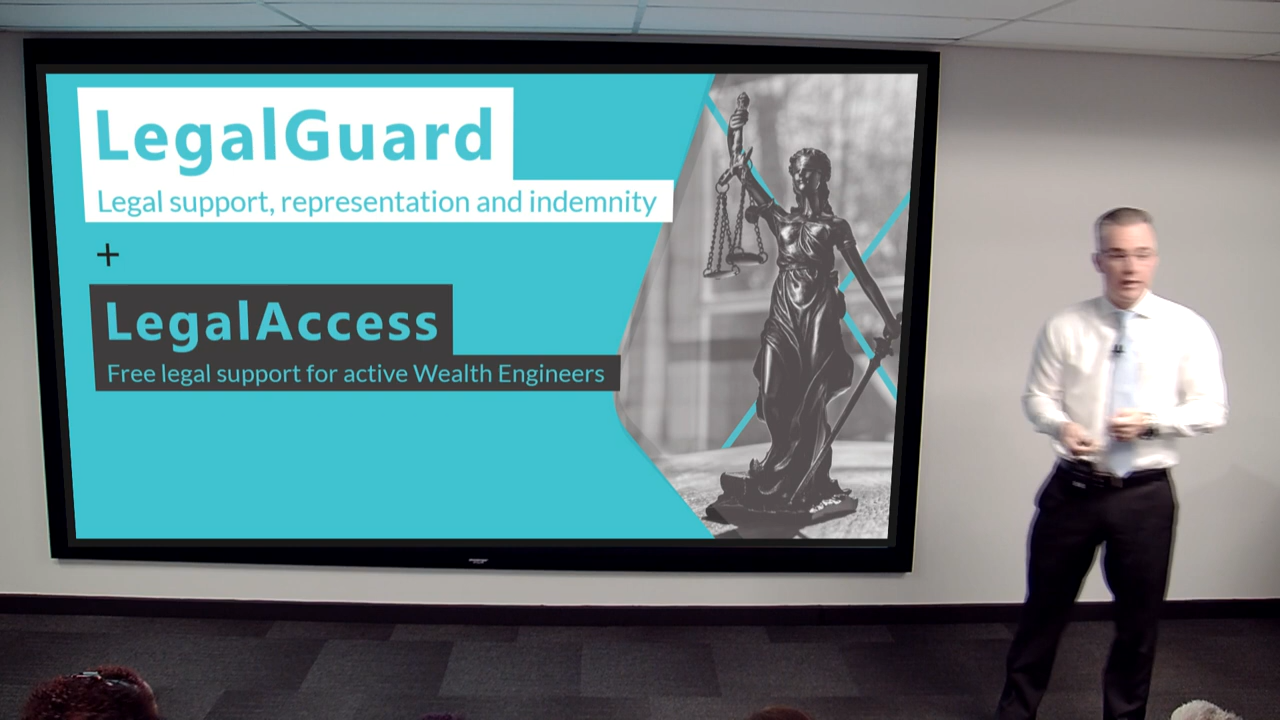 LegalGuard
Legal support, representation and indemnity
+
LegalAccess
Free legal support for active Wealth Engineers